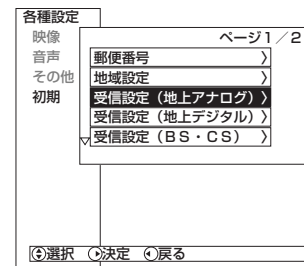 各種設定
映像
音声
その他
初期
ページ1／2
郵便番号
地域設定
受信設定（地上アナログ）
受信設定（地上デジタル）
受信設定（ＢＳ・ＣＳ）
選択 決定 戻る